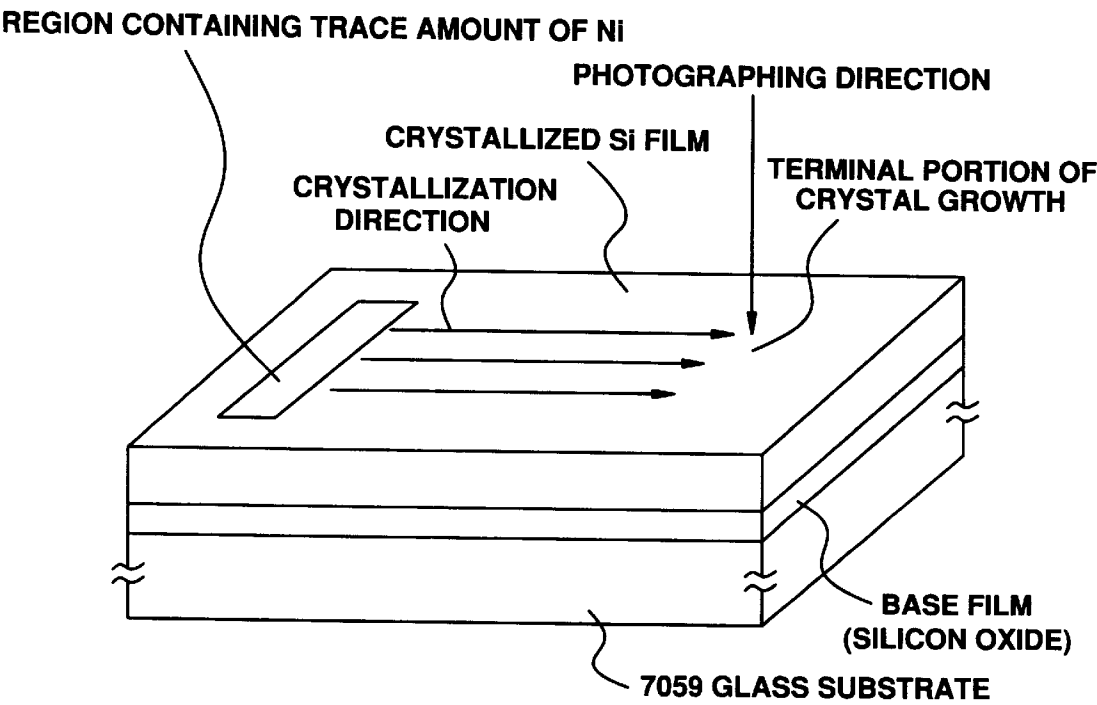 REGION CONTAINING TRACE AMOUNT OF Ni
PHOTOGRAPHING DIRECTION
CRYSTALLIZED Si FILM
TERMINAL PORTION OF
CRYSTAL GROWTH
CRYSTALLIZATION
DIRECTION
BASE FILM
(SILICON OXIDE)
7059 GLASS SUBSTRATE